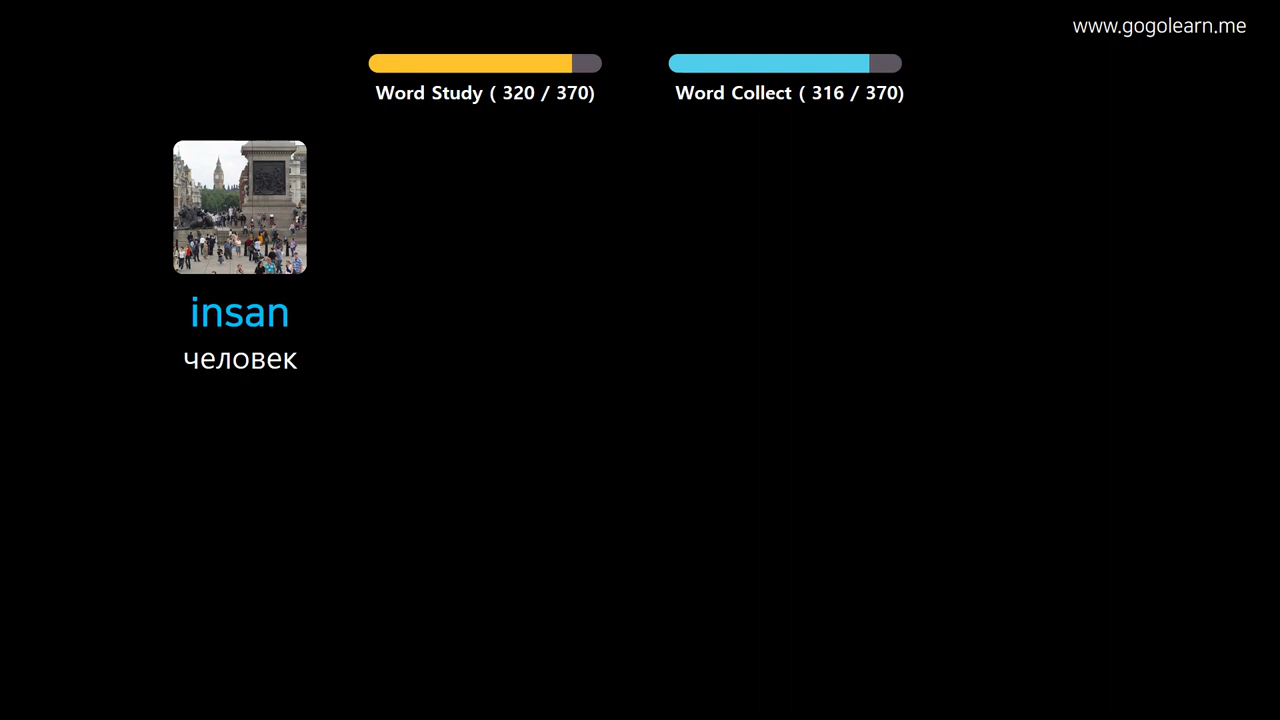 www.gogolearn.me
Word Study ( 320 / 370)
Word Collect ( 316 / 370)
insan
человек